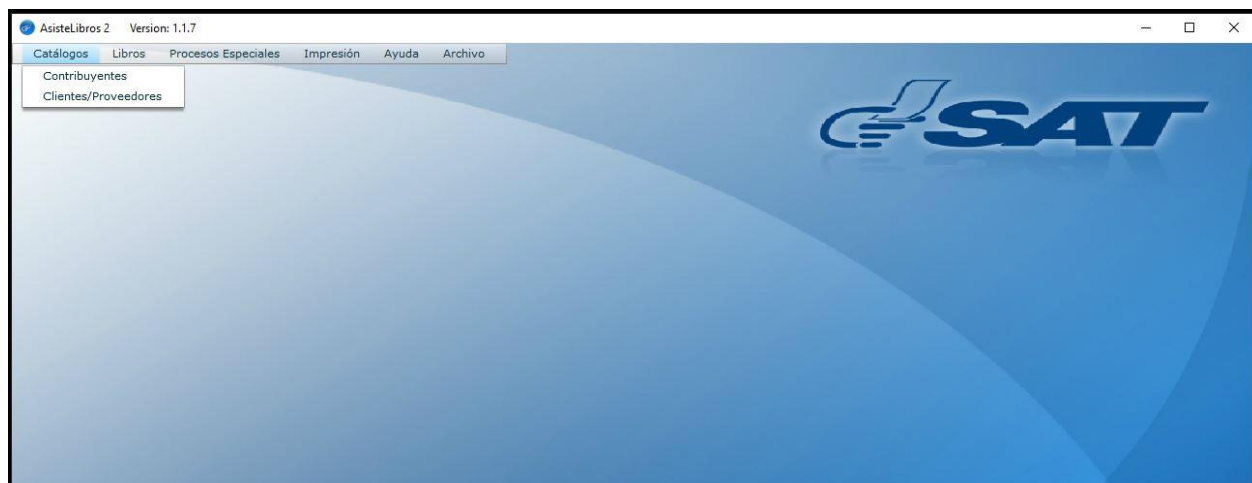 AsisteLibros 2 Version: 1.1.7
Catálogos Libros Procesos Especiales Impresión Ayuda Archivo
Contribuyentes
Clientes/Proveedores
SAT